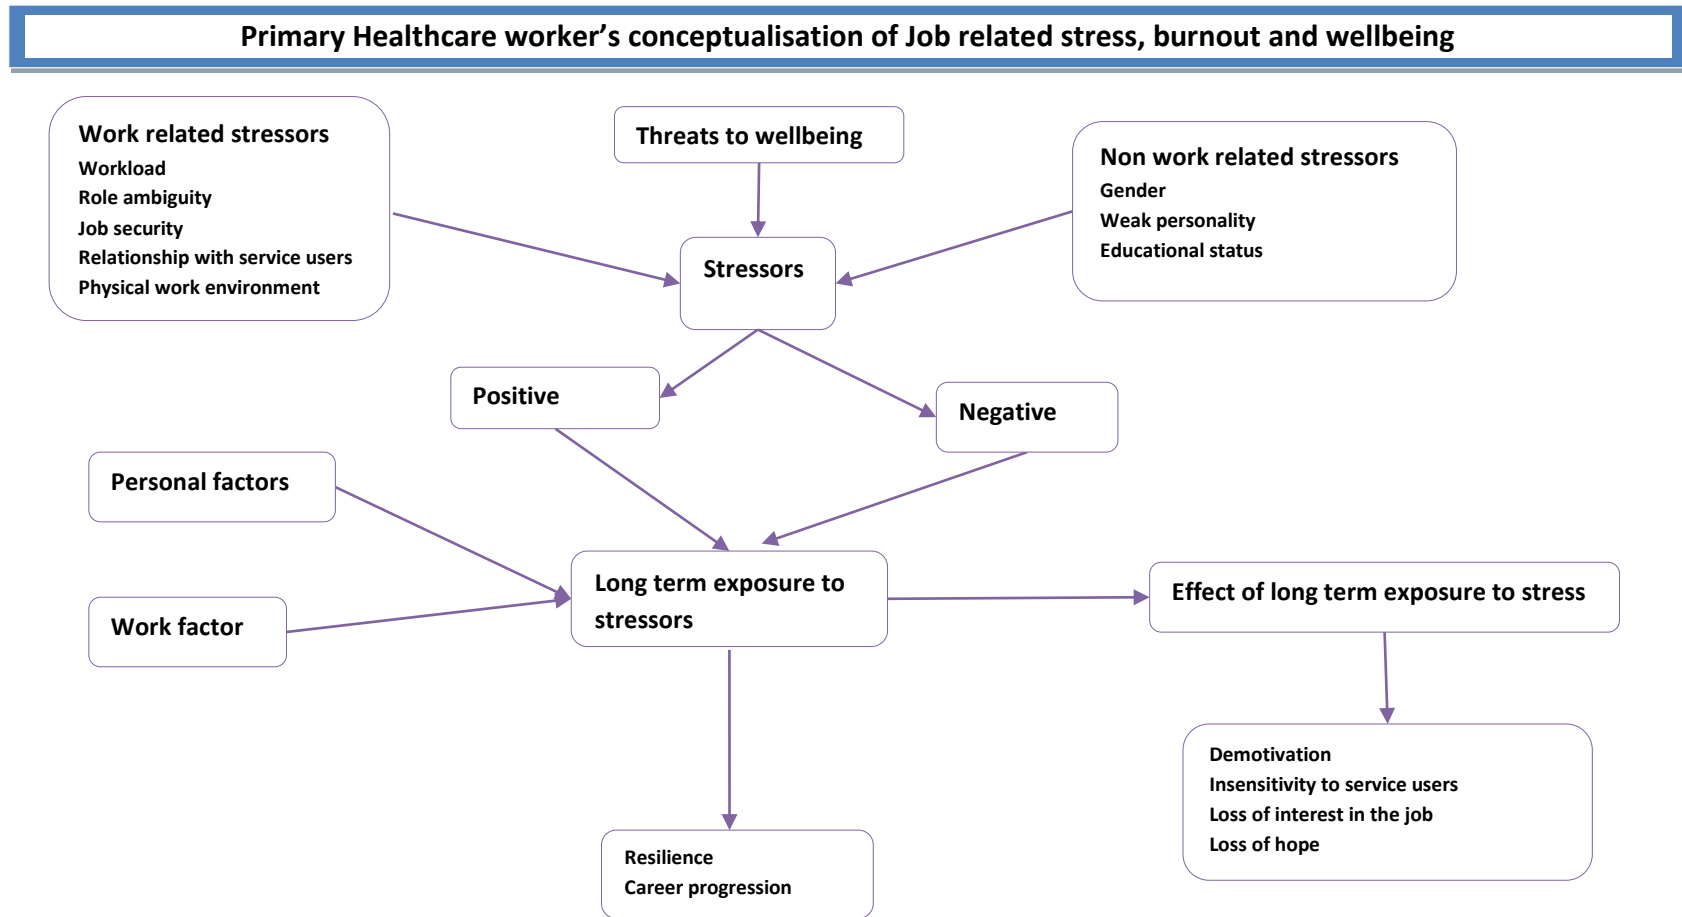 Primary Healthcare worker’s conceptualisation of Job related stress, burnout and wellbeing
Work related stressors
Workload
Role ambiguity
Job security
Relationship with service users
Physical work environment
Threats to wellbeing
Non work related stressors
Gender
Weak personality
Educational status
Stressors
Positive
Negative
Personal factors
Work factor
Long term exposure to
stressors
Effect of long term exposure to stress
Demotivation
Insensitivity to service users
Loss of interest in the job
Loss of hope
Resilience
Career progression